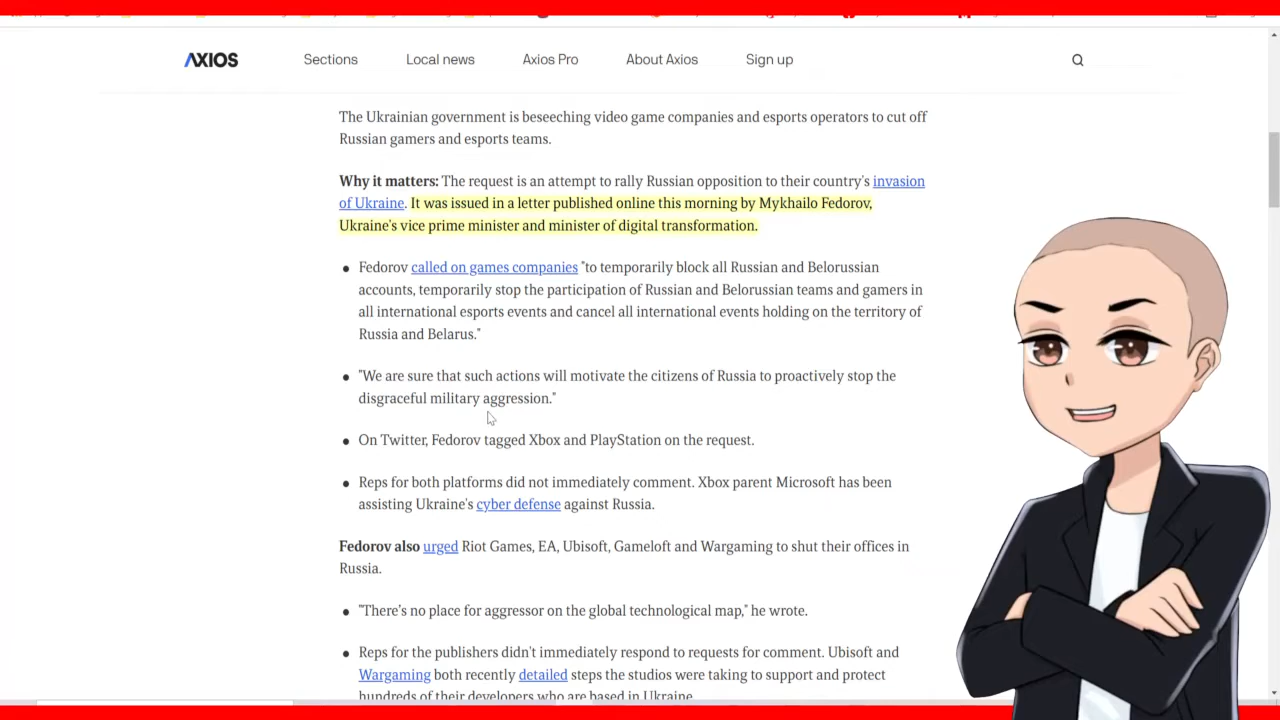 AXIOS
Sections
Local news
Axios Pro
About Axios
Sign up
The Ukrainian government is beseeching video game companies and esports operators to cut off
Russian gamers and esports teams.
Why it matters: The request is an attempt to rally Russian opposition to their country's invasion
of Ukraine. It was issued in a letter published online this morning by Mykhailo Fedorov,
Ukraine's vice prime minister and minister of digital transformation.
• Fedorov called on games companies "to temporarily block all Russian and Belorussian
accounts, temporarily stop the participation of Russian and Belorussian teams and gamers in
all international esports events and cancel all international events holding on the territory of
Russia and Belarus."
• "We are sure that such actions will motivate the citizens of Russia to proactively stop the
disgraceful military aggression."
• On Twitter, Fedorov tagged Xbox and PlayStation on the request.
• Reps for both platforms did not immediately comment. Xbox parent Microsoft has been
assisting Ukraine's cyber defense against Russia.
Fedorov also urged Riot Games, EA, Ubisoft, Gameloft and Wargaming to shut their offices in
Russia.
• "There's no place for aggressor on the global technological map," he wrote.
• Reps for the publishers didn't immediately respond to requests for comment. Ubisoft and
Wargaming both recently detailed steps the studios were taking to support and protect
hundreds of their developers who are based in Ukraine.